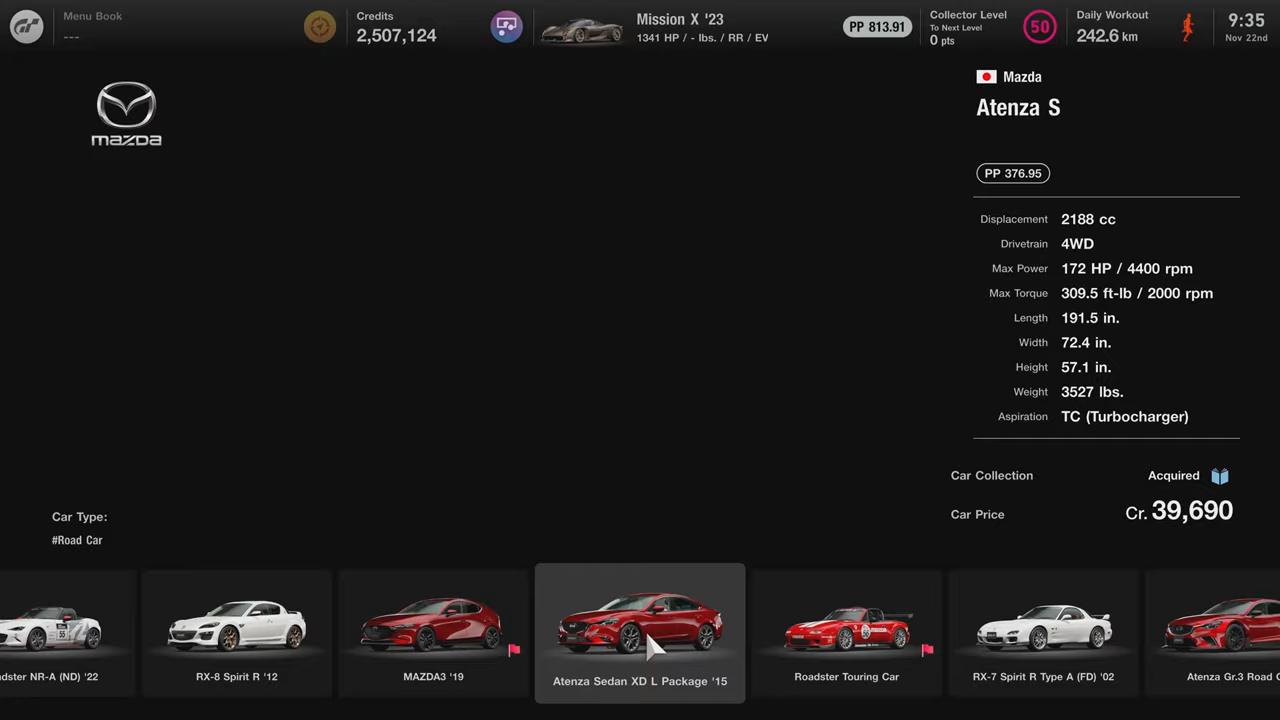 Menu Book
---
Credits
2,507,124
Mission X '23
1341 HP / - lbs. / RR / EV
PP 813.91
Collector Level
To Next Level
0 pts
50
Daily Workout
242.6 km
9:35
Nov 22nd
mazda
Mazda
Atenza S
PP 376.95
Displacement 2188 cc
Drivetrain 4WD
Max Power 172 HP / 4400 rpm
Max Torque 309.5 ft-lb / 2000 rpm
Length 191.5 in.
Width 72.4 in.
Height 57.1 in.
Weight 3527 lbs.
Aspiration TC (Turbocharger)
Car Collection Acquired
Car Price Cr. 39,690
Car Type:
#Road Car
dster NR-A (ND) '22
RX-8 Spirit R '12
MAZDA3 '19
Atenza Sedan XD L Package '15
Roadster Touring Car
RX-7 Spirit R Type A (FD) '02
Atenza Gr.3 Road C